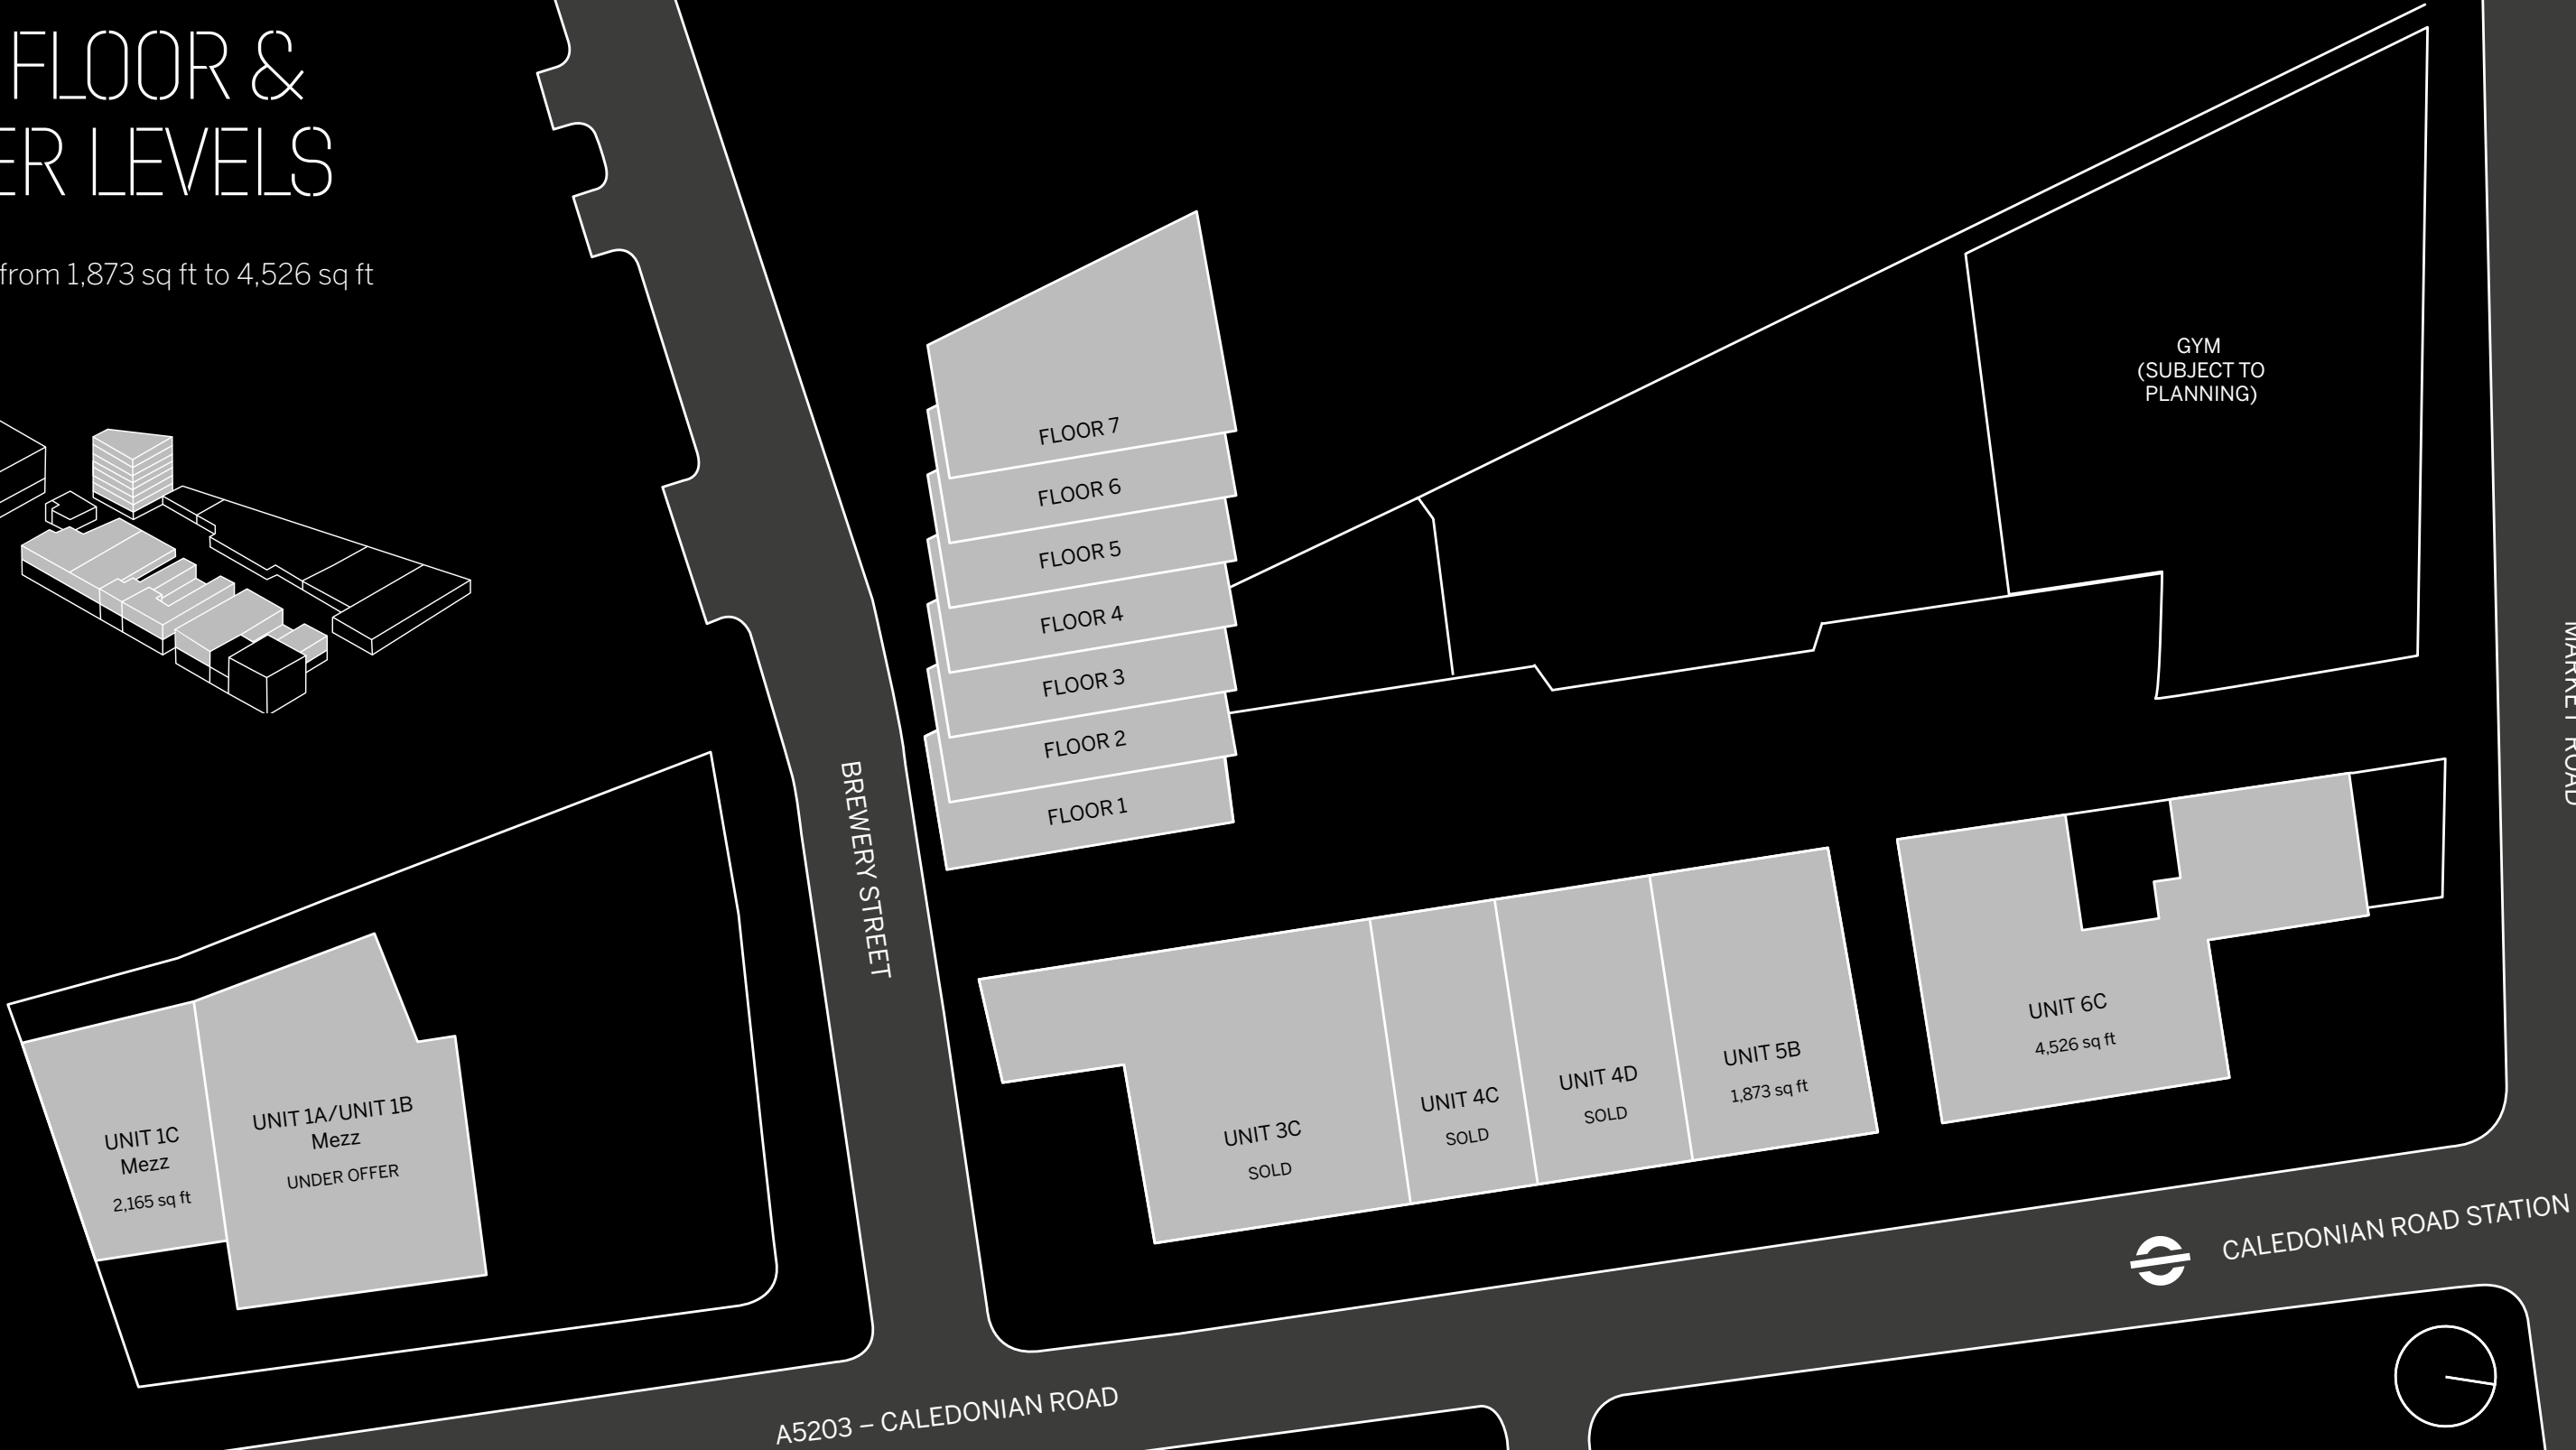 FLOOR &
ER LEVELS
from 1,873 sq ft to 4,526 sq ft
GYM
(SUBJECT TO
PLANNING)
FLOOR 7
FLOOR 6
FLOOR 5
FLOOR 4
FLOOR 3
FLOOR 2
FLOOR 1
MARKET ROAD
BREWERY STREET
UNIT 1C
Mezz
2,165 sq ft
UNIT 1A/UNIT 1B
Mezz
UNDER OFFER
UNIT 3C
SOLD
UNIT 4C
SOLD
UNIT 4D
SOLD
UNIT 5B
1,873 sq ft
UNIT 6C
4,526 sq ft
CALEDONIAN ROAD STATION
A5203 – CALEDONIAN ROAD